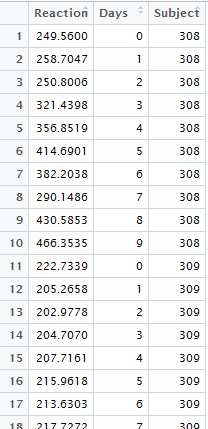 Reaction Days Subject
1 249.5600 0 308
2 258.7047 1 308
3 250.8006 2 308
4 321.4398 3 308
5 356.8519 4 308
6 414.6901 5 308
7 382.2038 6 308
8 290.1486 7 308
9 430.5853 8 308
10 466.3535 9 308
11 222.7339 0 309
12 205.2658 1 309
13 202.9778 2 309
14 204.7070 3 309
15 207.7161 4 309
16 215.9618 5 309
17 213.6303 6 309
18 217.7272 7 309